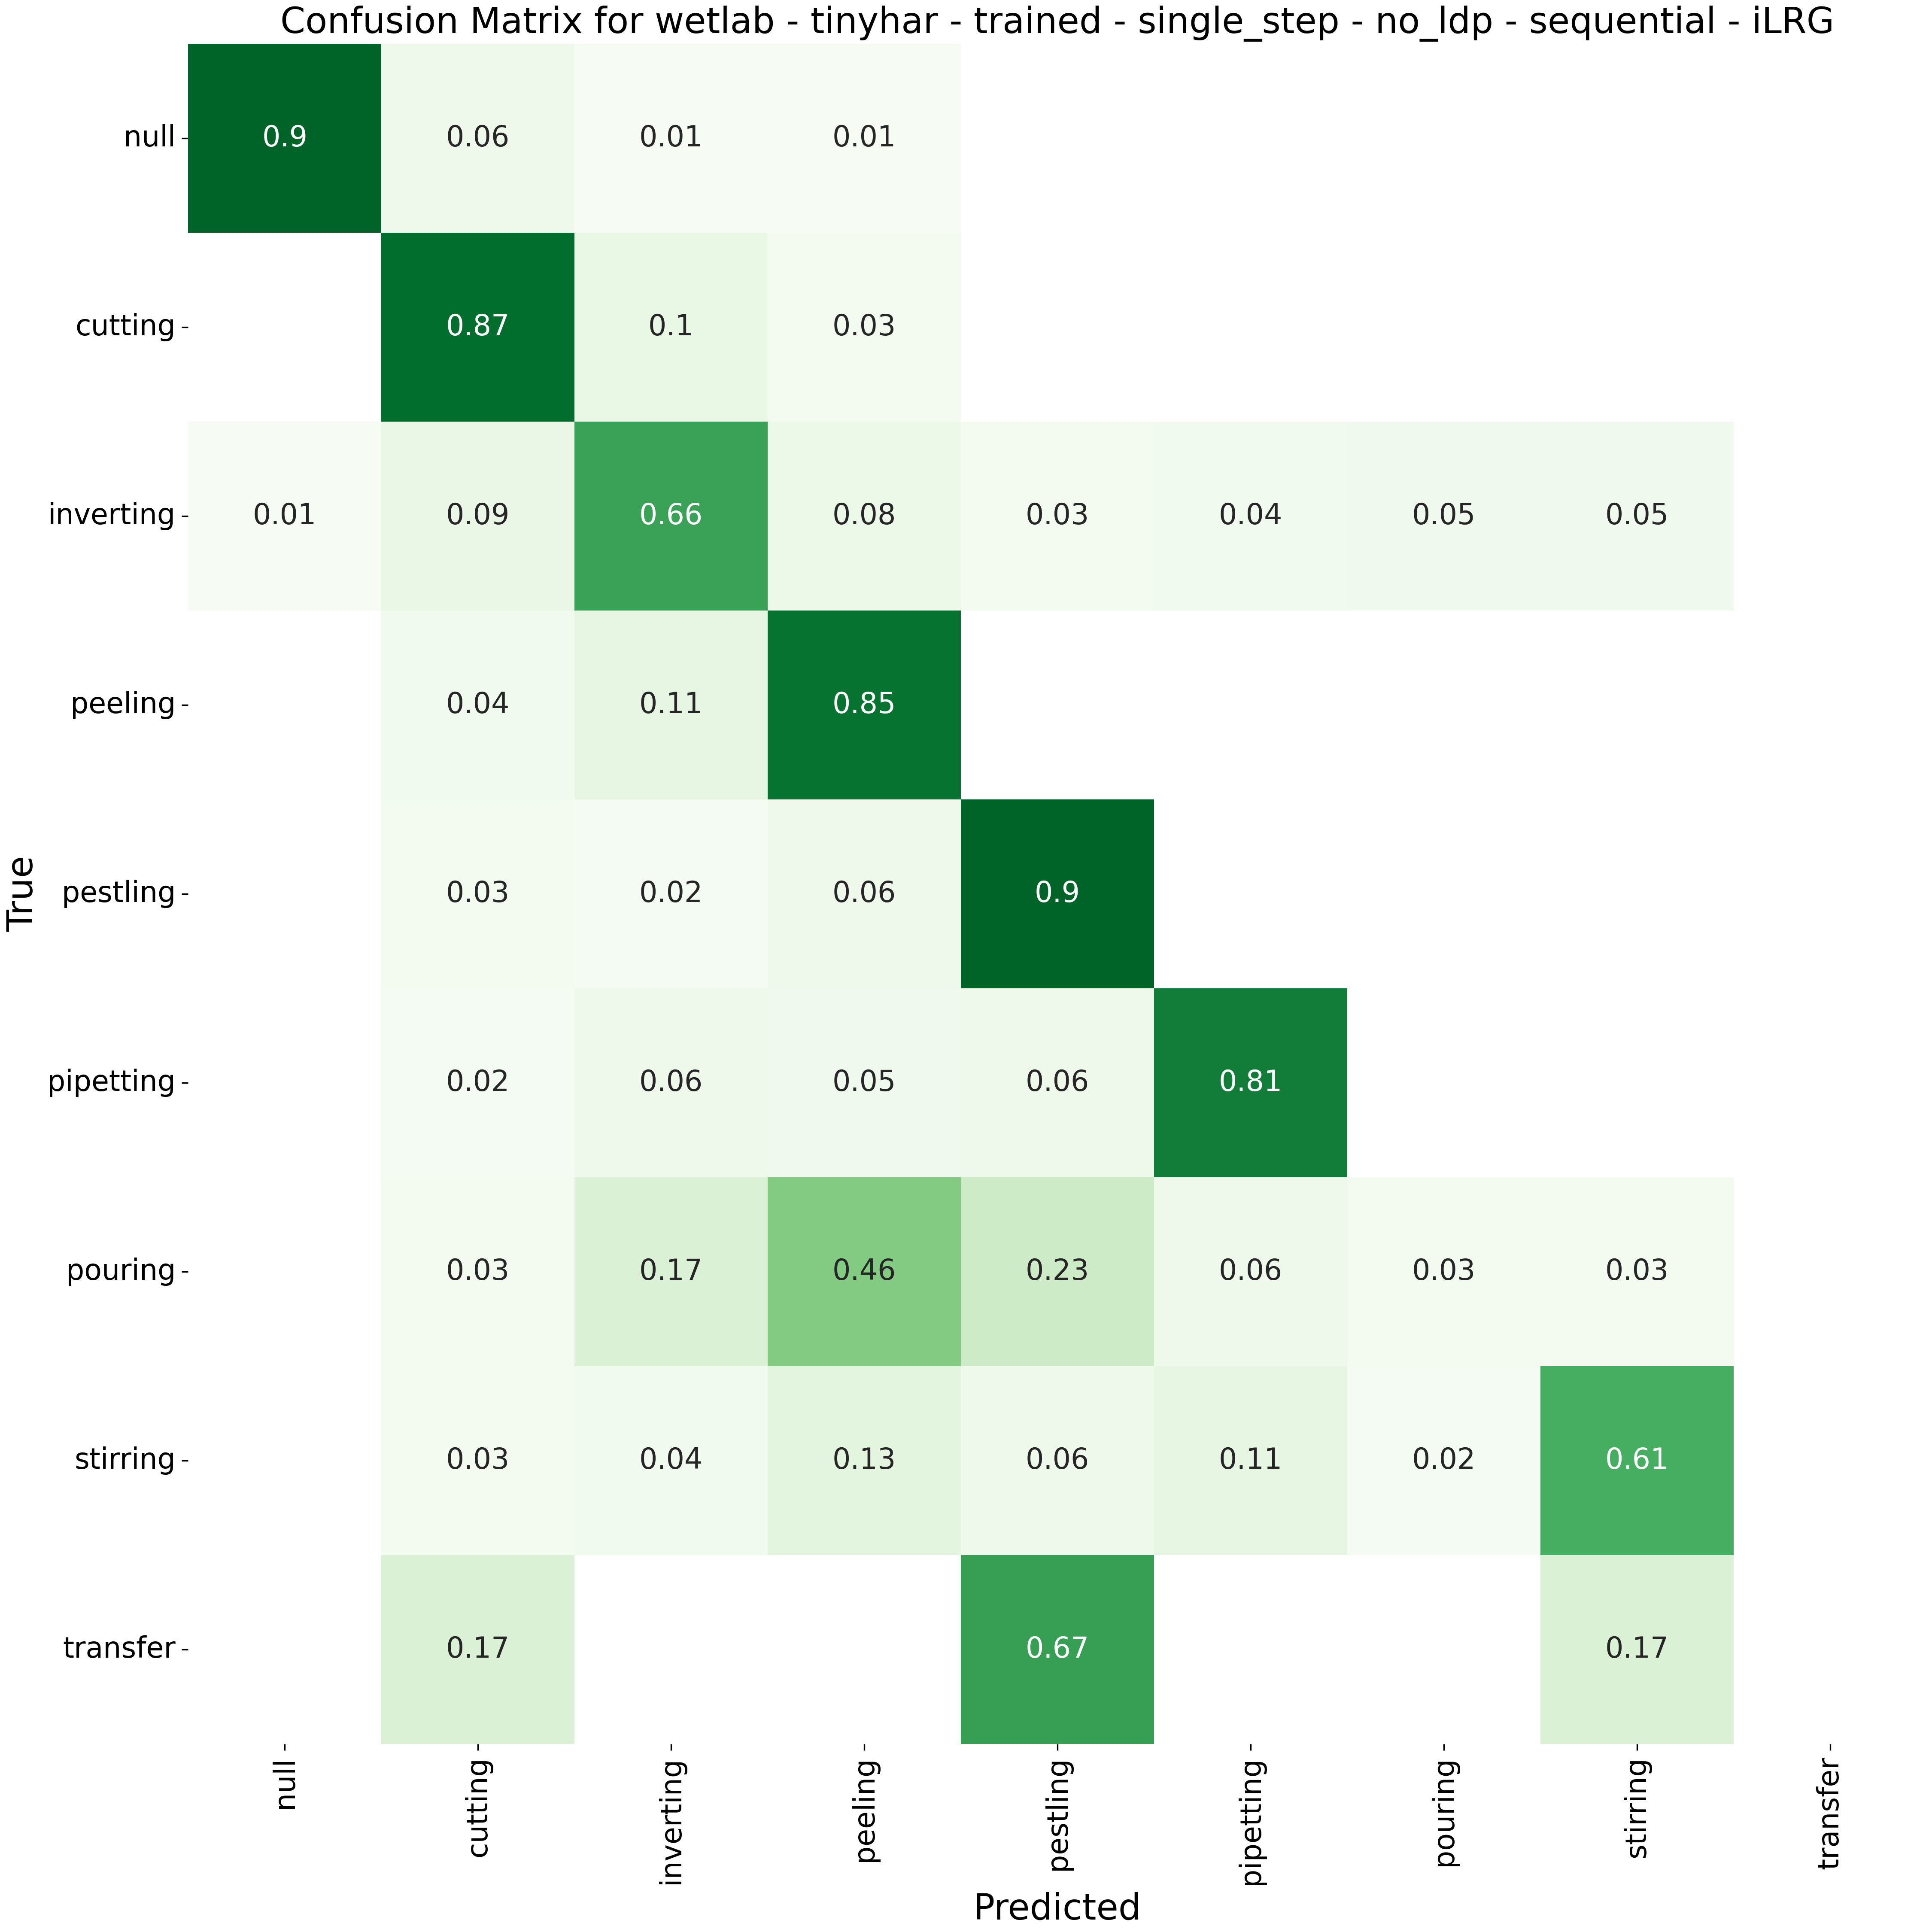 Confusion Matrix for wetlab - tinyhar - trained - single_step - no_ldp - sequential - iLRG
null 0.9 0.06 0.01 0.01
cutting 0.87 0.1 0.03
inverting 0.01 0.09 0.66 0.08 0.03 0.04 0.05 0.05
peeling 0.04 0.11 0.85
pestling 0.03 0.02 0.06 0.9
pipetting 0.02 0.06 0.05 0.06 0.81
pouring 0.03 0.17 0.46 0.23 0.06 0.03 0.03
stirring 0.03 0.04 0.13 0.06 0.11 0.02 0.61
transfer 0.17 0.67 0.17
True
null cutting inverting peeling pestling pipetting pouring stirring transfer
Predicted